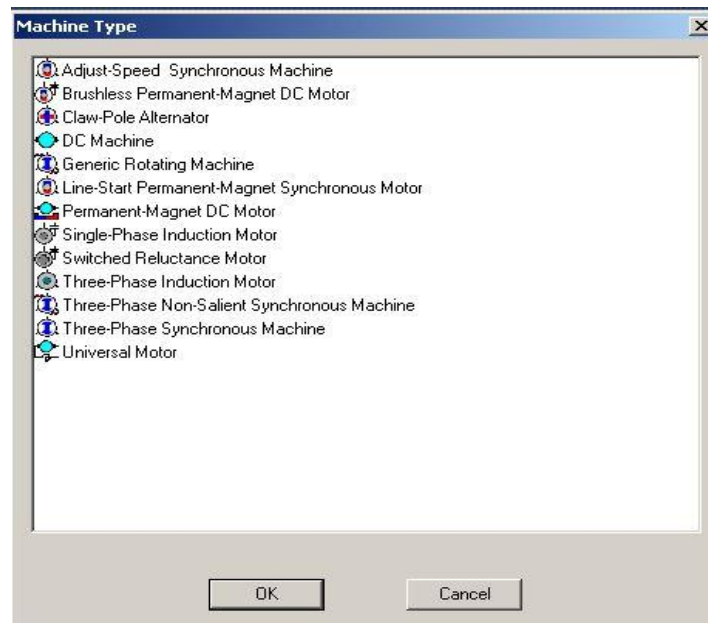 Machine Type
Adjust-Speed Synchronous Machine
Brushless Permanent-Magnet DC Motor
Claw-Pole Alternator
DC Machine
Generic Rotating Machine
Line-Start Permanent-Magnet Synchronous Motor
Permanent-Magnet DC Motor
Single-Phase Induction Motor
Switched Reluctance Motor
Three-Phase Induction Motor
Three-Phase Non-Salient Synchronous Machine
Three-Phase Synchronous Machine
Universal Motor
OK Cancel